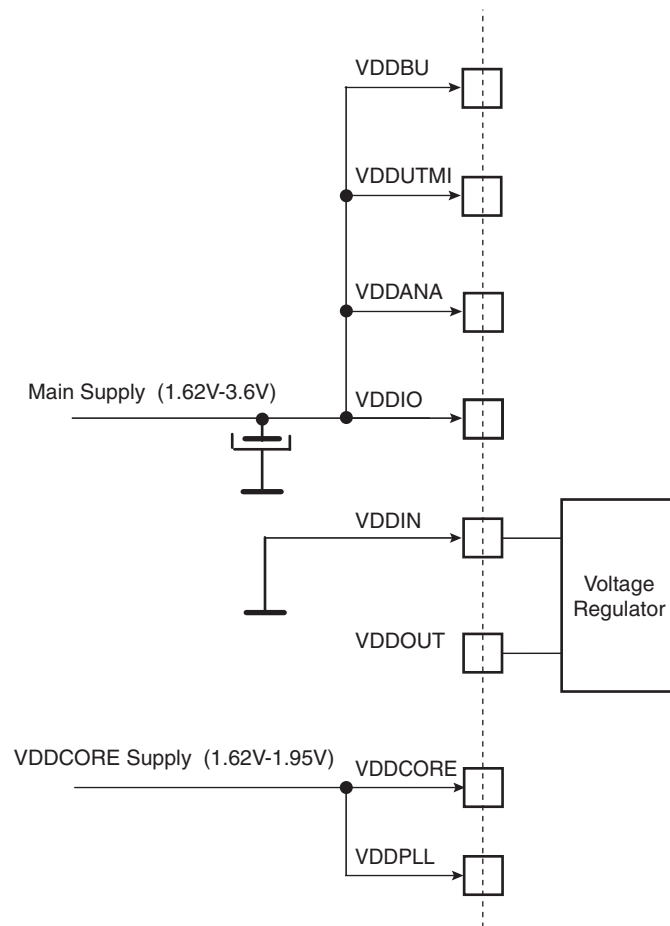 VDDBU
VDDUTMI
VDDANA
Main Supply (1.62V-3.6V)
VDDIO
VDDIN
Voltage
Regulator
VDDOUT
VDDCORE Supply (1.62V-1.95V)
VDDCORE
VDDPLL